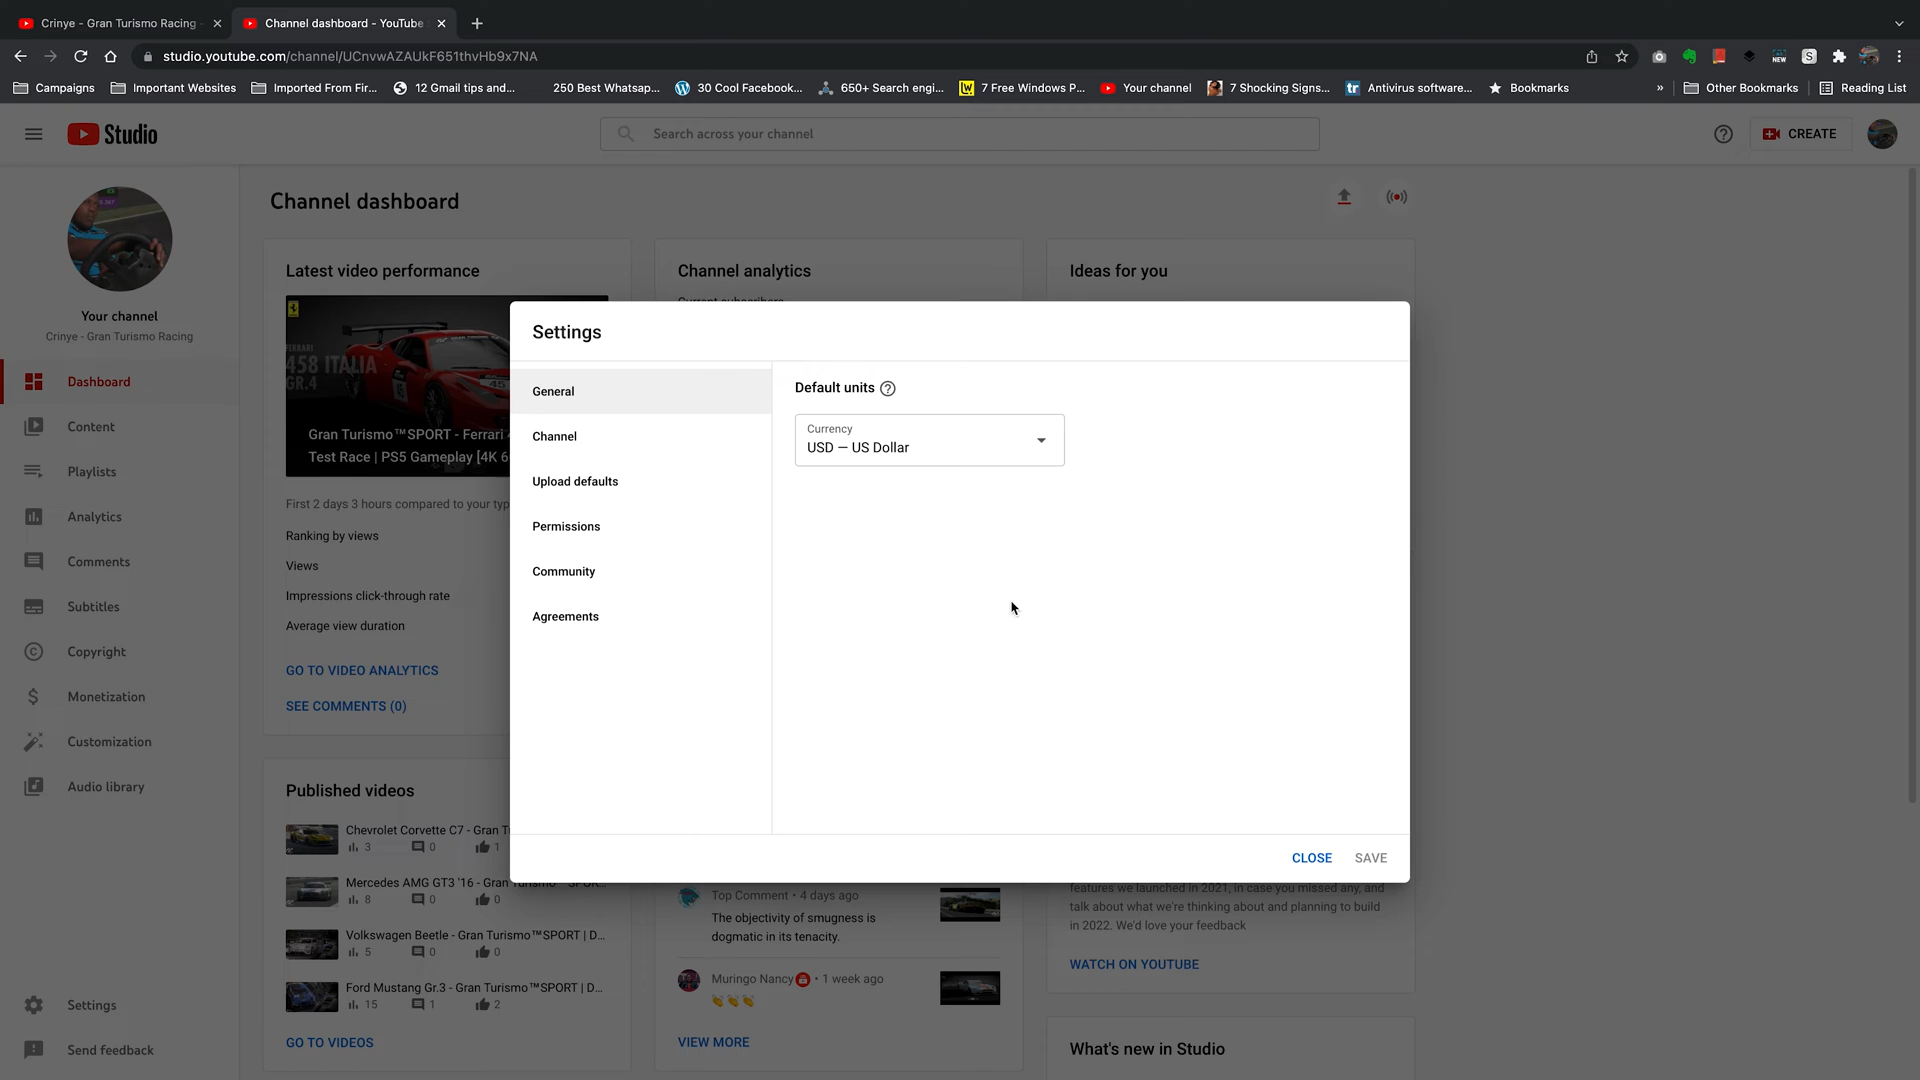 Crinye - Gran Turismo Racing -
Channel dashboard - YouTube
studio.youtube.com/channel/UCnvwAZAUkF651thvHb9x7NA
Campaigns
Important Websites
Imported From Fir...
12 Gmail tips and...
250 Best Whatsap...
30 Cool Facebook...
650+ Search engi...
7 Free Windows P...
Your channel
7 Shocking Signs...
Antivirus software...
Bookmarks
»
Other Bookmarks
Reading List
Studio
Search across your channel
CREATE
Your channel
Crinye - Gran Turismo Racing
Dashboard
Content
Playlists
Analytics
Comments
Subtitles
Copyright
Monetization
Customization
Audio library
Settings
Send feedback
Channel dashboard
Latest video performance
FERRARI
458 ITALIA
GR.4
Gran Turismo™SPORT - Ferrari 4
Test Race | PS5 Gameplay [4K 6
First 2 days 3 hours compared to your typ
Ranking by views
Views
Impressions click-through rate
Average view duration
GO TO VIDEO ANALYTICS
SEE COMMENTS (0)
Published videos
Chevrolet Corvette C7 - Gran T
3 0 1
Mercedes AMG GT3 '16 - Gran Turismo™SPOR...
8 0 0
Volkswagen Beetle - Gran Turismo™SPORT | D...
5 0 0
Ford Mustang Gr.3 - Gran Turismo™SPORT | D...
15 1 2
GO TO VIDEOS
Channel analytics
Current subscribers
Ideas for you
Settings
General
Channel
Upload defaults
Permissions
Community
Agreements
Default units
Currency
USD — US Dollar
CLOSE
SAVE
Top Comment • 4 days ago
The objectivity of smugness is
dogmatic in its tenacity.
Muringo Nancy • 1 week ago
VIEW MORE
features we launched in 2021, in case you missed any, and
talk about what we're thinking about and planning to build
in 2022. We'd love your feedback
WATCH ON YOUTUBE
What's new in Studio